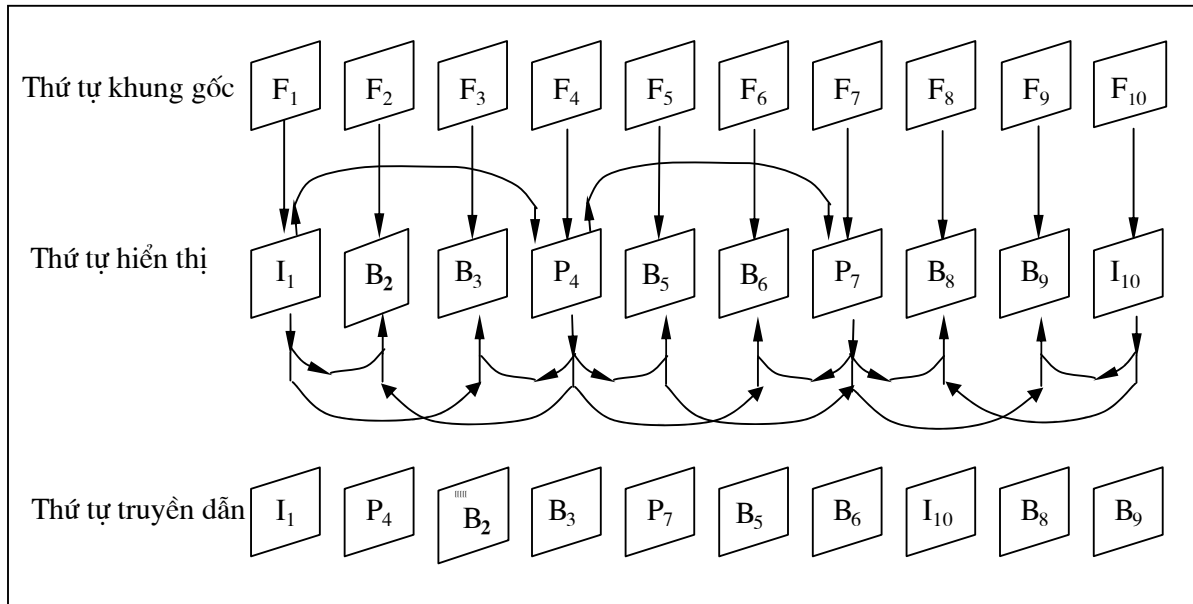 Thứ tự khung gốc F₁ F₂ F₃ F₄ F₅ F₆ F₇ F₈ F₉ F₁₀
Thứ tự hiển thị I₁ B₂ B₃ P₄ B₅ B₆ P₇ B₈ B₉ I₁₀
Thứ tự truyền dẫn I₁ P₄ B₂ B₃ P₇ B₅ B₆ I₁₀ B₈ B₉